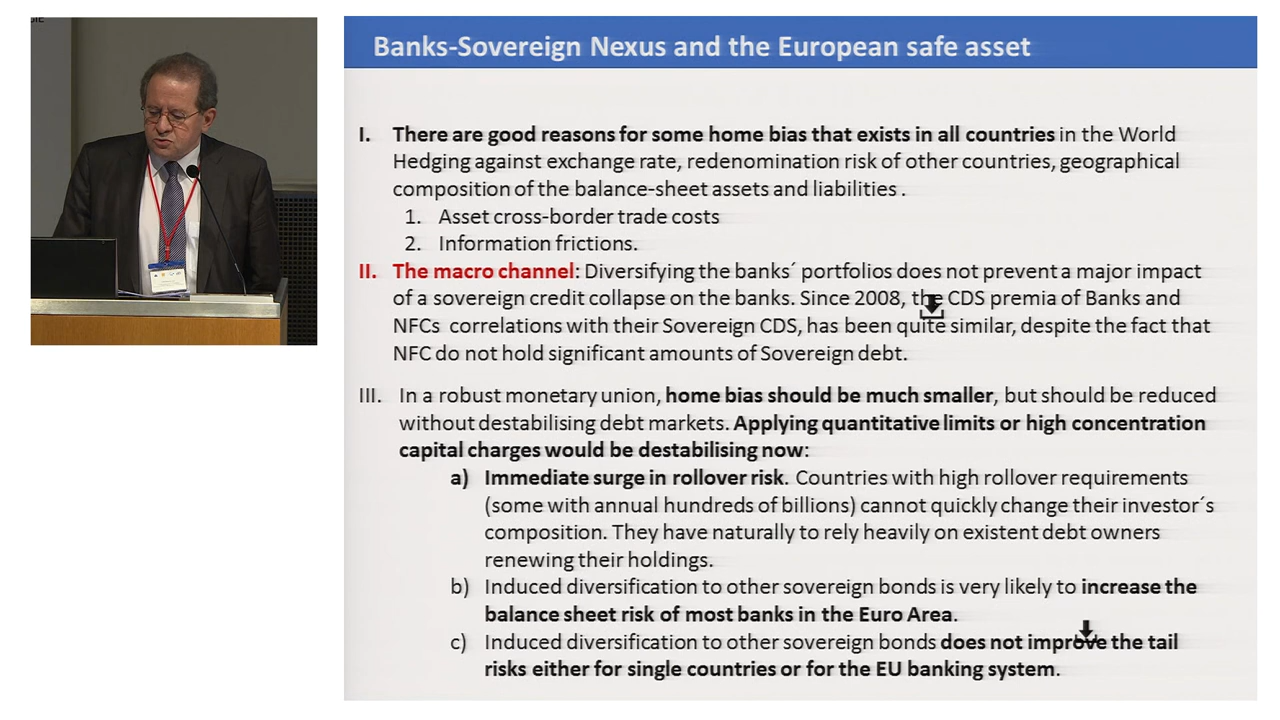 Banks-Sovereign Nexus and the European safe asset
I. There are good reasons for some home bias that exists in all countries in the World
Hedging against exchange rate, redenomination risk of other countries, geographical
composition of the balance-sheet assets and liabilities .
1. Asset cross-border trade costs
2. Information frictions.
II. The macro channel: Diversifying the banks´ portfolios does not prevent a major impact
of a sovereign credit collapse on the banks. Since 2008, the CDS premia of Banks and
NFCs correlations with their Sovereign CDS, has been quite similar, despite the fact that
NFC do not hold significant amounts of Sovereign debt.
III. In a robust monetary union, home bias should be much smaller, but should be reduced
without destabilising debt markets. Applying quantitative limits or high concentration
capital charges would be destabilising now:
a) Immediate surge in rollover risk. Countries with high rollover requirements
(some with annual hundreds of billions) cannot quickly change their investor´s
composition. They have naturally to rely heavily on existent debt owners
renewing their holdings.
b) Induced diversification to other sovereign bonds is very likely to increase the
balance sheet risk of most banks in the Euro Area.
c) Induced diversification to other sovereign bonds does not improve the tail
risks either for single countries or for the EU banking system.